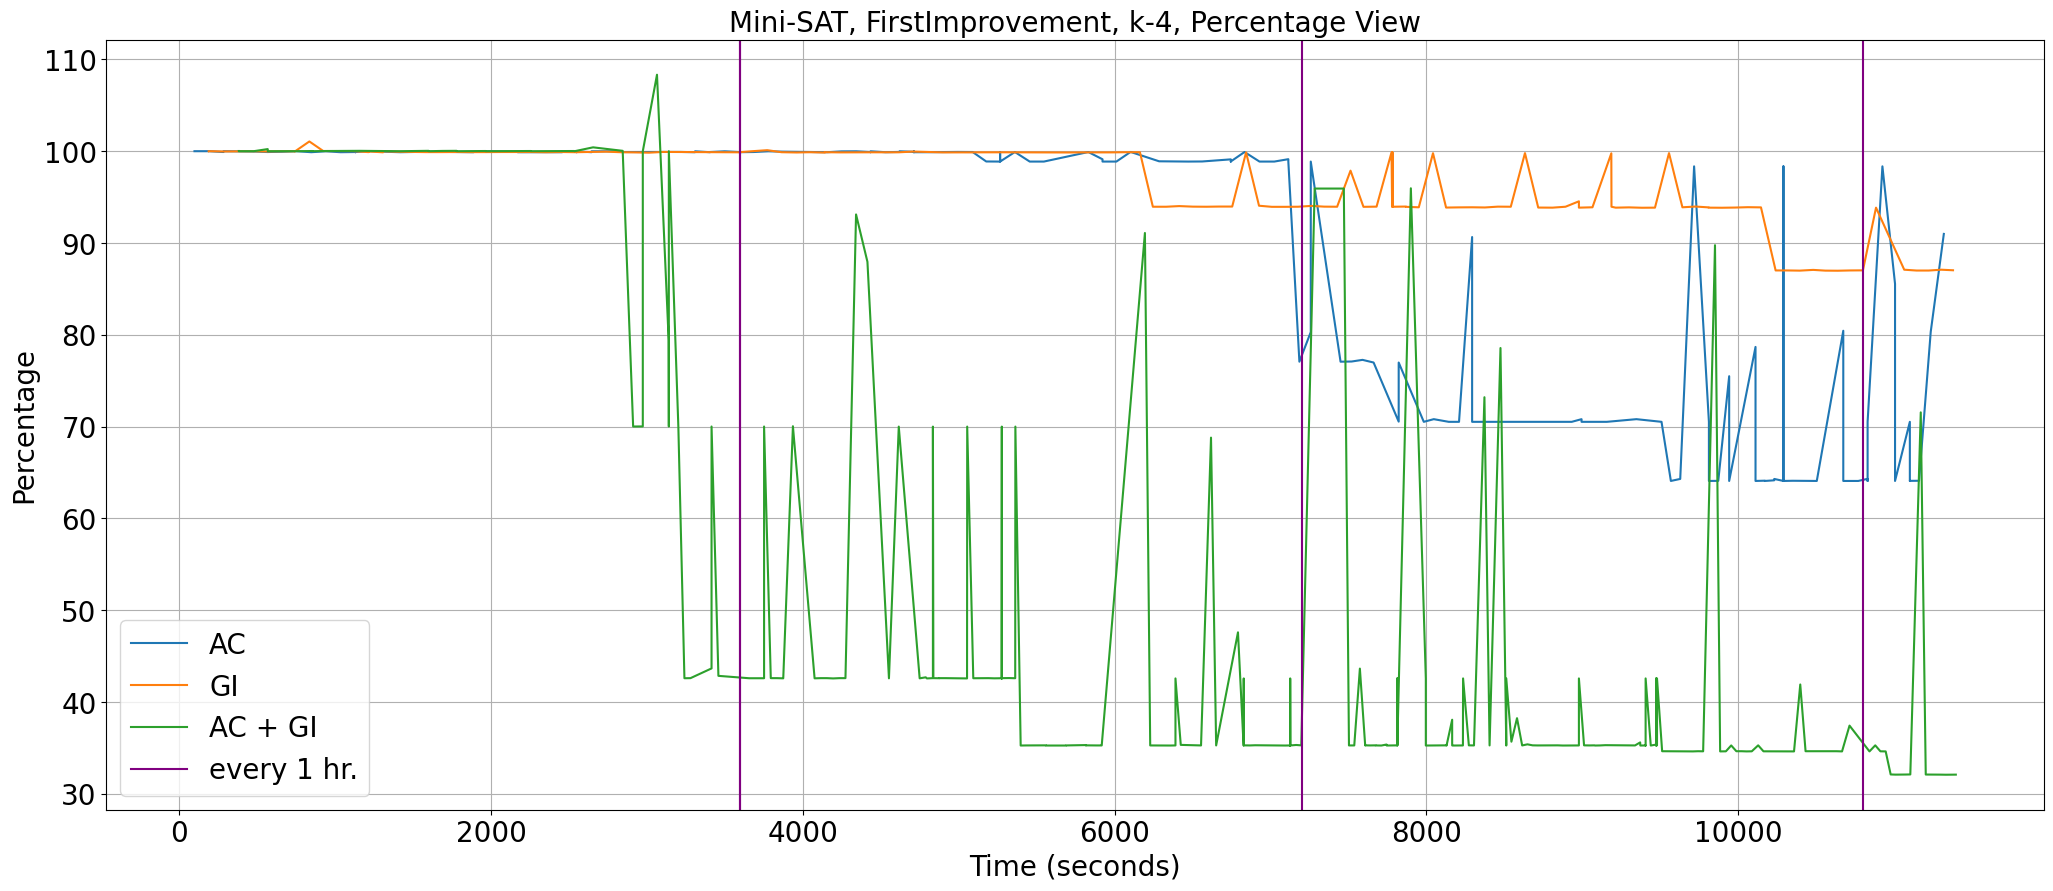 Mini-SAT, FirstImprovement, k-4, Percentage View
110
100
90
80
70
60
50
40
30
Percentage
AC
GI
AC + GI
every 1 hr.
0
2000
4000
6000
8000
10000
Time (seconds)